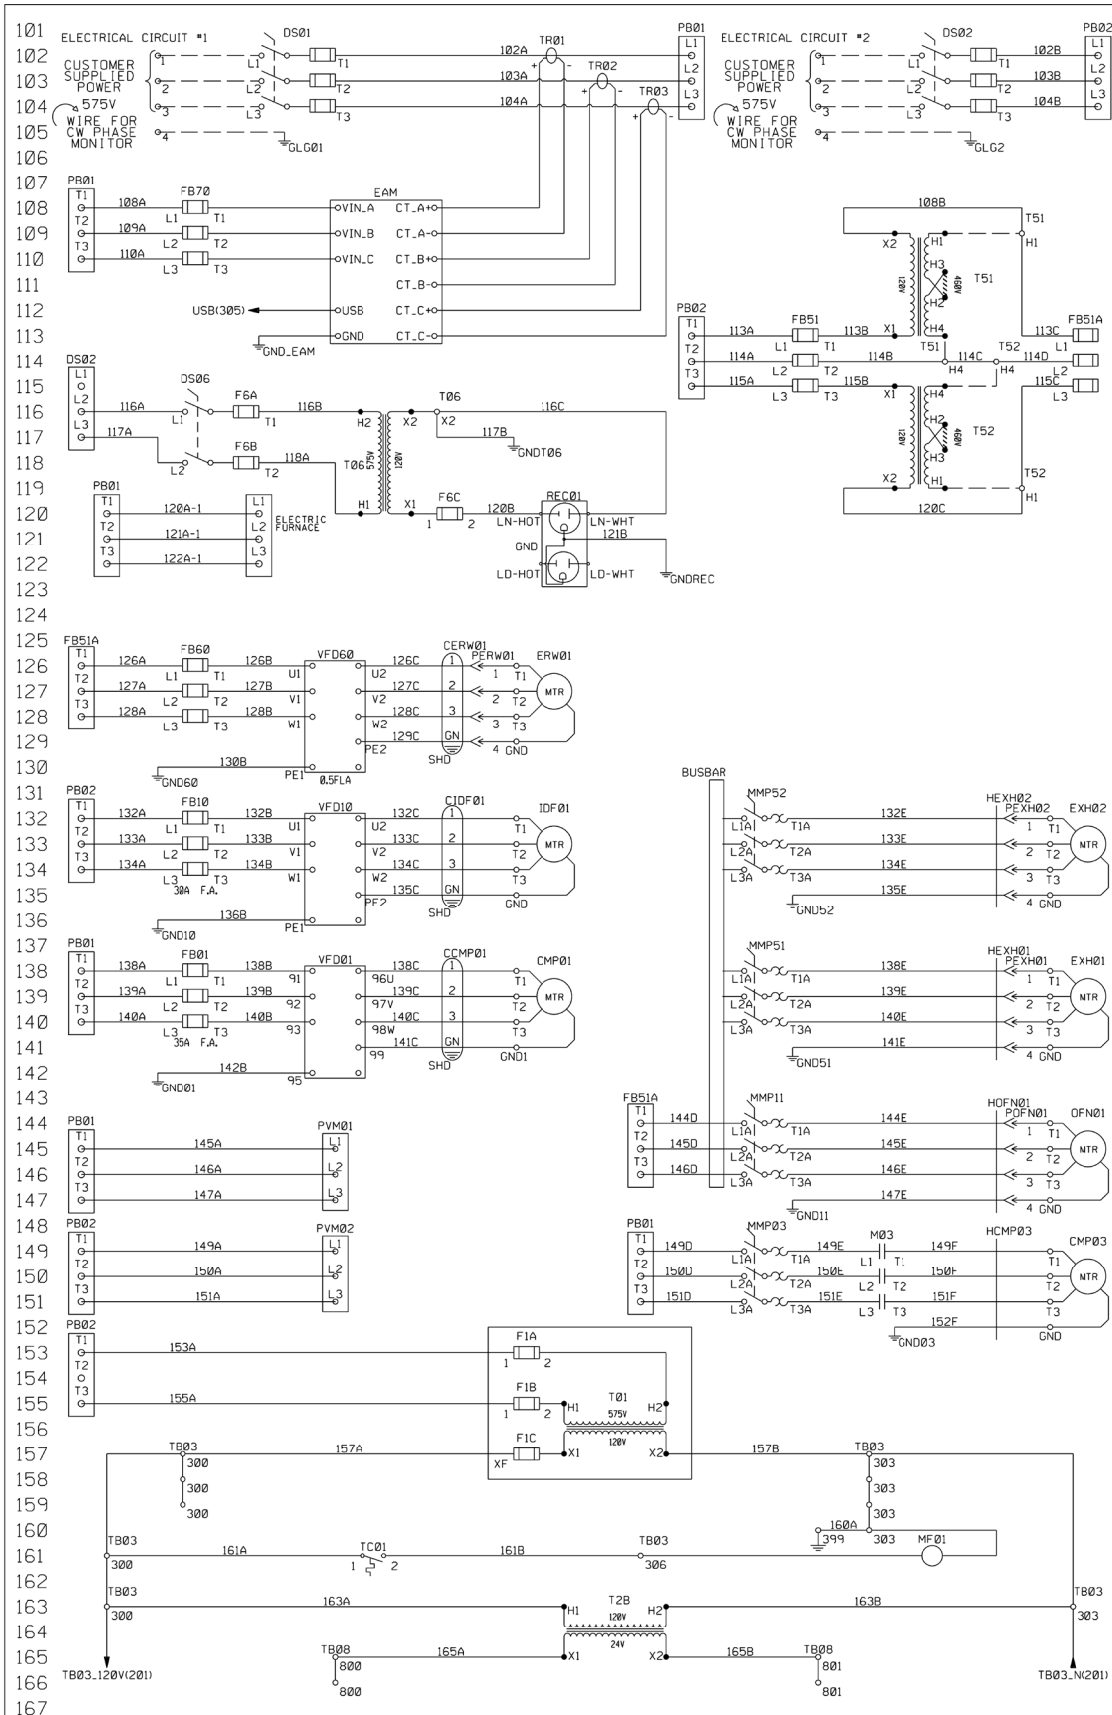 101
ELECTRICAL CIRCUIT #1 DS01 TR01 PB01 ELECTRICAL CIRCUIT #2 DS02 PB02
102 1 L1 T1 102A + - L1 1 L1 T1 102B L1
CUSTOMER SUPPLIED POWER TR02 L2 CUSTOMER SUPPLIED POWER L2
103 2 L2 T2 103A + - 2 L2 T2 103B
TR03 L3 L3
104 575V 3 L3 T3 104A + - 575V 3 L3 T3 104B
WIRE FOR CW PHASE MONITOR WIRE FOR CW PHASE MONITOR
105 4 GLG01 4 GLG2
106
107 PB01 FB70 EAM
108 T1 108A L1 T1 VIN_A CT_A+ 108B T51
109 T2 109A L2 T2 VIN_B CT_A- X2 H1 H1
110 T3 110A L3 T3 VIN_C CT_B+ H3
111 CT_B- 120V 460V T51
112 USB(305) USB CT_C+ PB02 H2 FB51 FB51A
113 GND_EAM GND CT_C- T1 113A L1 T1 113B X1 H4 113C L1
114 DS02 T2 114A L2 T2 114B T51 H4 114C T52 H4 114D L2
115 L1 DS06 F6A T3 115A L3 T3 115B X1 H4 115C L3
116 L2 116A L1 T1 116B H2 X2 T06 X2 116C H2
117 L3 117A F6B 117B GNDT06 120V 460V T52
118 L2 T2 118A T06 575V 120V H3
119 PB01 F6C REC01 X2 H1 T52 H1
120 T1 120A-1 L1 H1 X1 1 2 120B LN-HOT LN-WHT 120C
ELECTRIC FURNACE
121 T2 121A-1 L2 GND 121B
122 T3 122A-1 L3 LD-HOT LD-WHT GNDREC
123
124
125 FB51A FB60 VFD60 CERW01 PERW01 ERW01
126 T1 126A L1 T1 126B U1 U2 126C 1 1 T1
127 T2 127A L2 T2 127B V1 V2 127C 2 2 T2 MTR
128 T3 128A L3 T3 128B W1 W2 128C 3 3 T3
129 PE2 129C GN SHD 4 GND
130 GND60 130B PE1 0.5FLA BUSBAR
131 PB02 FB10 VFD10 CIDF01 IDF01 MMP52 HEXH02 PEXH02 EXH02
132 T1 132A L1 T1 132B U1 U2 132C 1 T1 L1A T1A 132E 1 T1
133 T2 133A L2 T2 133B V1 V2 133C 2 T2 MTR L2A T2A 133E 2 T2 MTR
134 T3 134A L3 T3 134B W1 W2 134C 3 T3 L3A T3A 134E 3 T3
30A F.A.
135 PE2 135C GN SHD GND GND52 135E 4 GND
136 GND10 136B PE1
137 PB01 FB01 VFD01 CCMP01 CMP01 MMP51 HEXH01 PEXH01 EXH01
138 T1 138A L1 T1 138B 91 96U 138C 1 T1 L1A T1A 138E 1 T1
139 T2 139A L2 T2 139B 92 97V 139C 2 T2 MTR L2A T2A 139E 2 T2 MTR
140 T3 140A L3 T3 140B 93 98W 140C 3 T3 L3A T3A 140E 3 T3
35A F.A.
141 99 141C GN SHD GND1 GND51 141E 4 GND
142 GND01 142B 95
143 FB51A MMP11 HOFN01 POFN01 OFN01
144 PB01 T1 PVM01 T1 144D L1A T1A 144E 1 T1
145 T2 145A L1 T2 145D L2A T2A 145E 2 T2 MTR
146 T3 146A L2 T3 146D L3A T3A 146E 3 T3
147 147A L3 GND11 147E 4 GND
148 PB02 PVM02 PB01 MMP03 M03 HCMP03 CMP03
149 T1 149A L1 T1 149D L1A T1A 149E L1 T1 149F T1
150 T2 150A L2 T2 150D L2A T2A 150E L2 T2 150F T2 MTR
151 T3 151A L3 T3 151D L3A T3A 151E L3 T3 151F T3
152 PB02 F1A GND03 152F GND
153 T1 153A 1 2
154 T2 F1B
155 T3 155A 1 2 H1 T01 H2
156 575V
157 TB03 300 157A XF F1C X1 120V X2 157B TB03 303
158 300 303
159 300 303
160 160A 399 303
161 TB03 300 161A 1 TC01 2 161B TB03 306 MF01
162
163 TB03 300 163A H1 T2B 120V H2 163B TB03 303
164 24V
165 TB08 800 165A X1 X2 165B TB08 801
166 TB03_120V(201) 800 801 TB03_N(201)
167